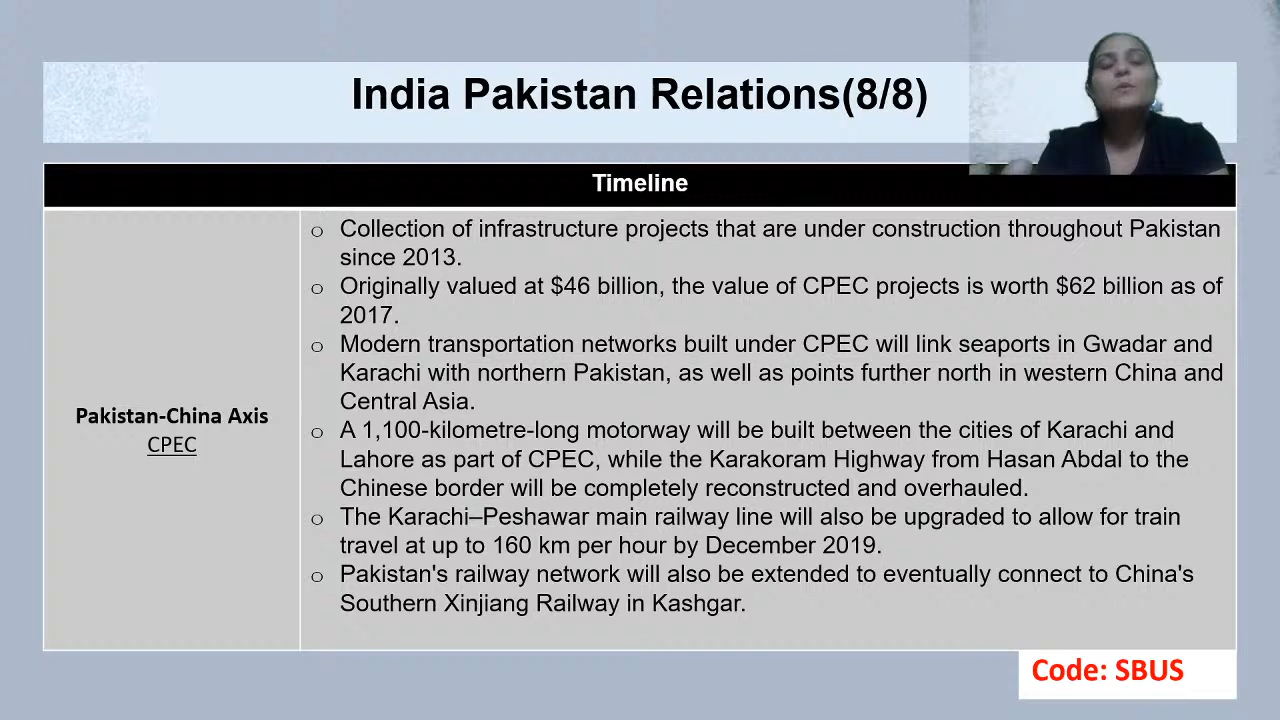 India Pakistan Relations(8/8)
Timeline
Pakistan-China Axis
CPEC
o Collection of infrastructure projects that are under construction throughout Pakistan
since 2013.
o Originally valued at $46 billion, the value of CPEC projects is worth $62 billion as of
2017.
o Modern transportation networks built under CPEC will link seaports in Gwadar and
Karachi with northern Pakistan, as well as points further north in western China and
Central Asia.
o A 1,100-kilometre-long motorway will be built between the cities of Karachi and
Lahore as part of CPEC, while the Karakoram Highway from Hasan Abdal to the
Chinese border will be completely reconstructed and overhauled.
o The Karachi–Peshawar main railway line will also be upgraded to allow for train
travel at up to 160 km per hour by December 2019.
o Pakistan's railway network will also be extended to eventually connect to China's
Southern Xinjiang Railway in Kashgar.
Code: SBUS